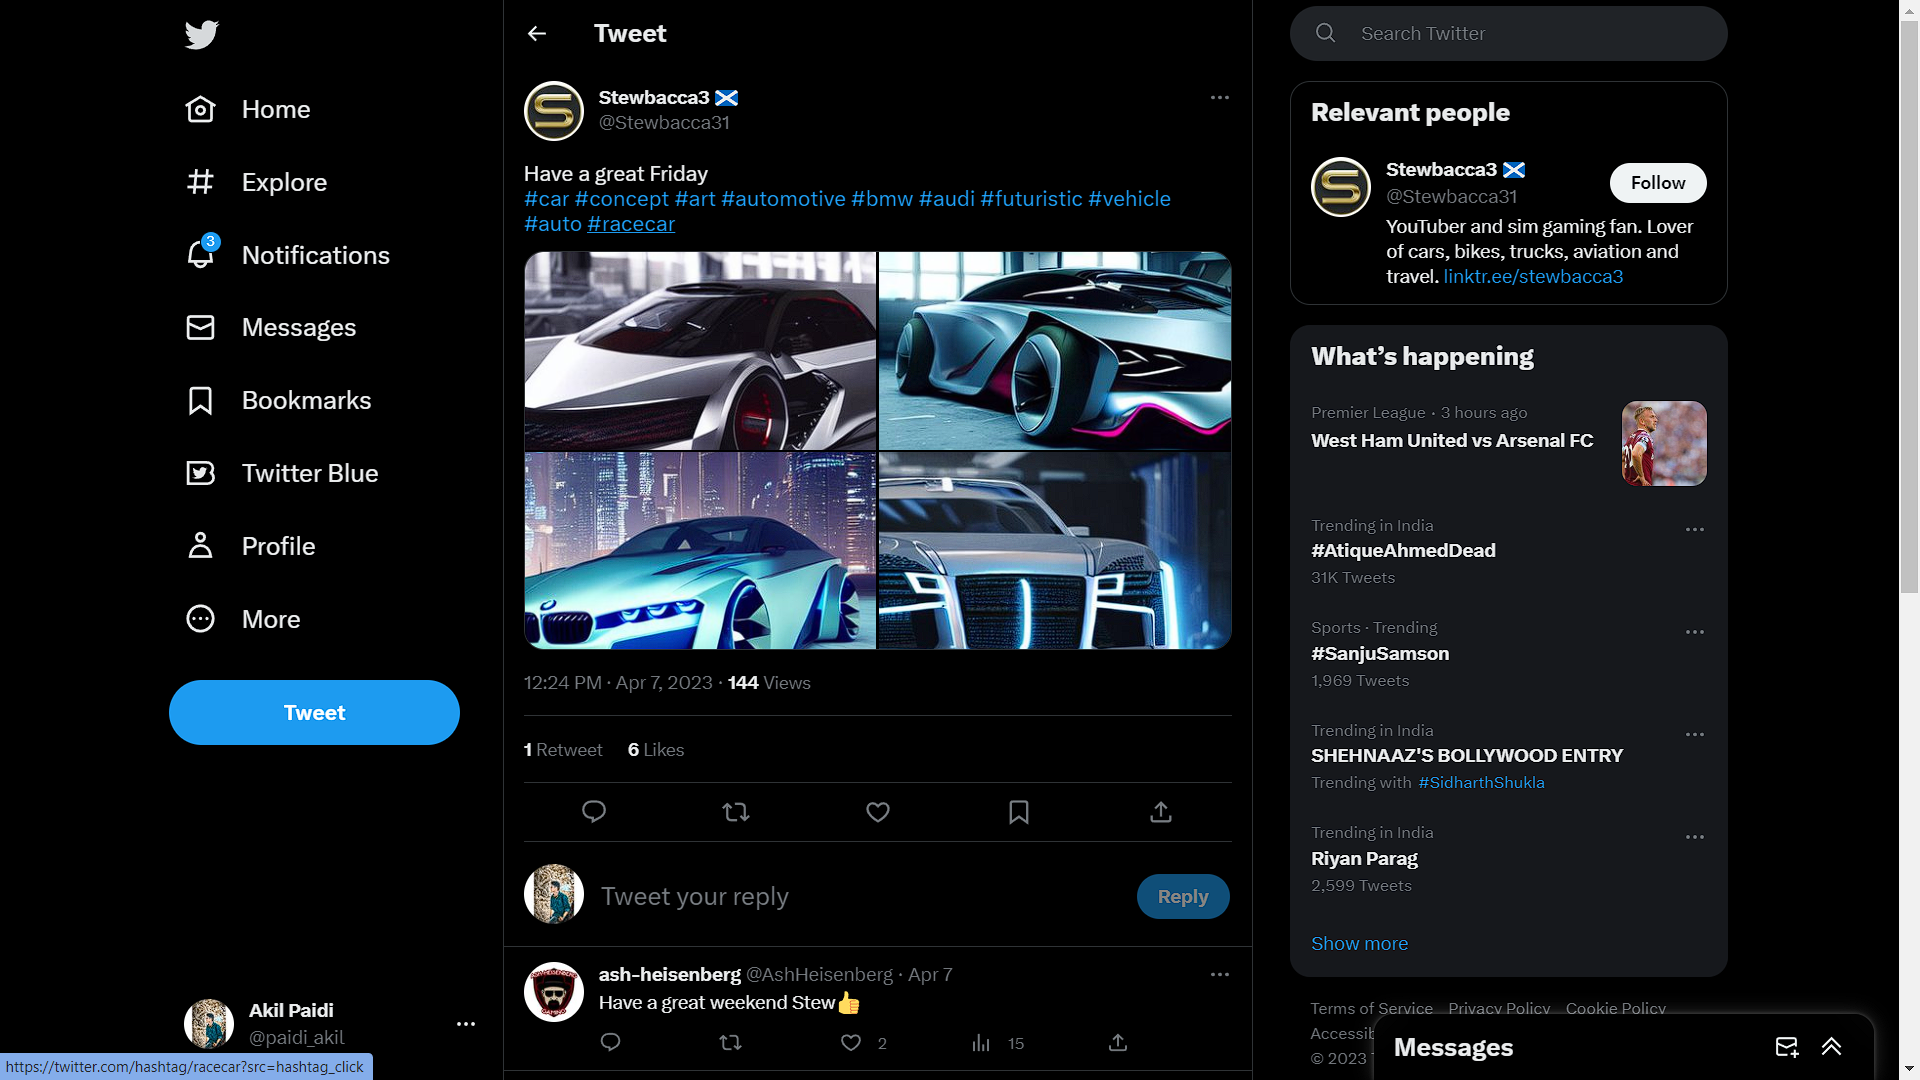 Home
Explore
3
Notifications
Messages
Bookmarks
Twitter Blue
Profile
More
Tweet
Akil Paidi
@paidi_akil
https://twitter.com/hashtag/racecar?src=hashtag_click
Tweet
Stewbacca3
@Stewbacca31
Have a great Friday
#car #concept #art #automotive #bmw #audi #futuristic #vehicle
#auto #racecar
12:24 PM · Apr 7, 2023 · 144 Views
1 Retweet 6 Likes
Tweet your reply
Reply
ash-heisenberg @AshHeisenberg · Apr 7
Have a great weekend Stew👍
2 15
Search Twitter
Relevant people
Stewbacca3
@Stewbacca31
Follow
YouTuber and sim gaming fan. Lover
of cars, bikes, trucks, aviation and
travel. linktr.ee/stewbacca3
What's happening
Premier League · 3 hours ago
West Ham United vs Arsenal FC
Trending in India
#AtiqueAhmedDead
31K Tweets
Sports · Trending
#SanjuSamson
1,969 Tweets
Trending in India
SHEHNAAZ'S BOLLYWOOD ENTRY
Trending with #SidharthShukla
Trending in India
Riyan Parag
2,599 Tweets
Show more
Terms of Service Privacy Policy Cookie Policy
© 2023
Messages